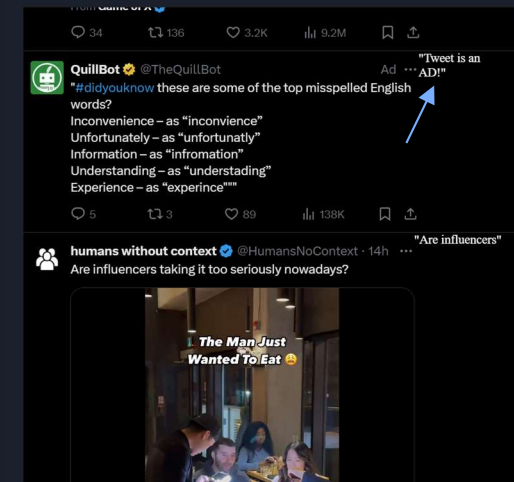 From Game of X
34 136 3.2K 9.2M
QuillBot @TheQuillBot Ad ...
"Tweet is an
AD!"
"#didyouknow these are some of the top misspelled English
words?
Inconvenience – as “inconvience”
Unfortunately – as “unfortunatly”
Information – as “infromation”
Understanding – as “understading”
Experience – as “experince"""
5 3 89 138K
humans without context @HumansNoContext · 14h ...
"Are influencers"
Are influencers taking it too seriously nowadays?
The Man Just
Wanted To Eat 😩